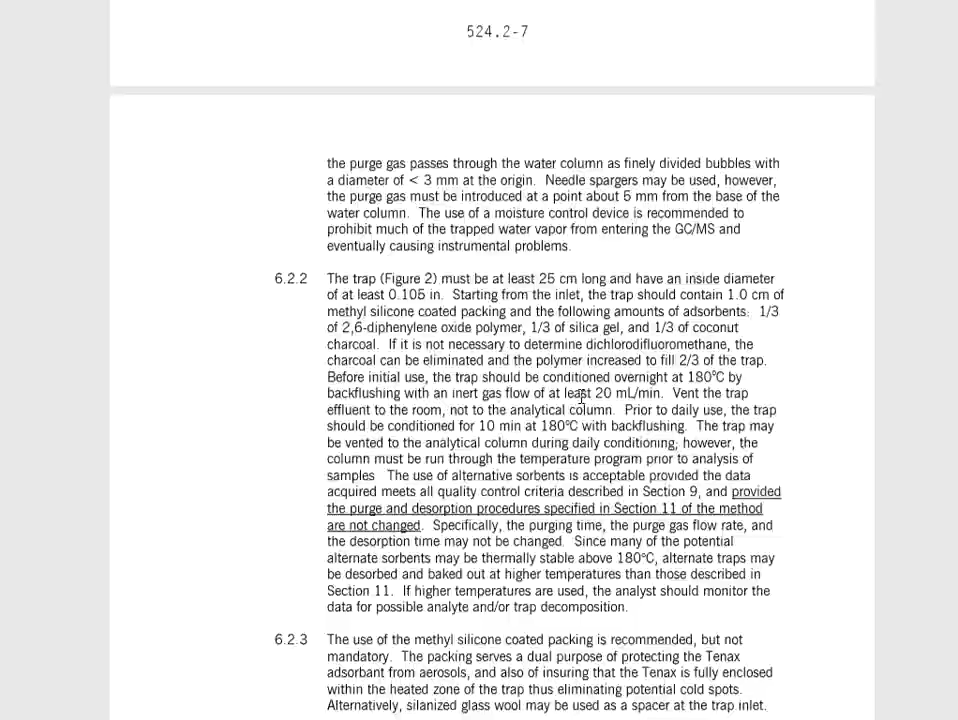 524.2-7
the purge gas passes through the water column as finely divided bubbles with
a diameter of < 3 mm at the origin. Needle spargers may be used, however,
the purge gas must be introduced at a point about 5 mm from the base of the
water column. The use of a moisture control device is recommended to
prohibit much of the trapped water vapor from entering the GC/MS and
eventually causing instrumental problems.
6.2.2 The trap (Figure 2) must be at least 25 cm long and have an inside diameter
of at least 0.105 in. Starting from the inlet, the trap should contain 1.0 cm of
methyl silicone coated packing and the following amounts of adsorbents: 1/3
of 2,6-diphenylene oxide polymer, 1/3 of silica gel, and 1/3 of coconut
charcoal. If it is not necessary to determine dichlorodifluoromethane, the
charcoal can be eliminated and the polymer increased to fill 2/3 of the trap.
Before initial use, the trap should be conditioned overnight at 180°C by
backflushing with an inert gas flow of at least 20 mL/min. Vent the trap
effluent to the room, not to the analytical column. Prior to daily use, the trap
should be conditioned for 10 min at 180°C with backflushing. The trap may
be vented to the analytical column during daily conditioning; however, the
column must be run through the temperature program prior to analysis of
samples The use of alternative sorbents is acceptable provided the data
acquired meets all quality control criteria described in Section 9, and provided
the purge and desorption procedures specified in Section 11 of the method
are not changed. Specifically, the purging time, the purge gas flow rate, and
the desorption time may not be changed. Since many of the potential
alternate sorbents may be thermally stable above 180°C, alternate traps may
be desorbed and baked out at higher temperatures than those described in
Section 11. If higher temperatures are used, the analyst should monitor the
data for possible analyte and/or trap decomposition.
6.2.3 The use of the methyl silicone coated packing is recommended, but not
mandatory. The packing serves a dual purpose of protecting the Tenax
adsorbant from aerosols, and also of insuring that the Tenax is fully enclosed
within the heated zone of the trap thus eliminating potential cold spots.
Alternatively, silanized glass wool may be used as a spacer at the trap inlet.